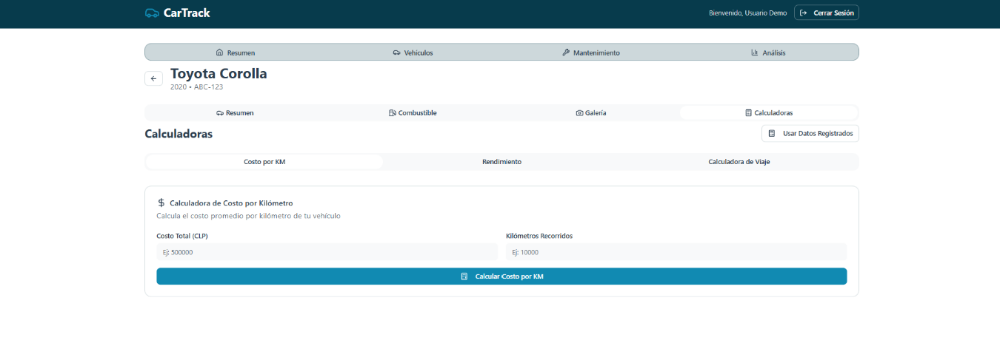 CarTrack
Bienvenido, Usuario Demo
Cerrar Sesión
Resumen
Vehículos
Mantenimiento
Análisis
Toyota Corolla
2020 • ABC-123
Resumen
Combustible
Galería
Calculadoras
Calculadoras
Usar Datos Registrados
Costo por KM
Rendimiento
Calculadora de Viaje
Calculadora de Costo por Kilómetro
Calcula el costo promedio por kilómetro de tu vehículo
Costo Total (CLP)
Kilómetros Recorridos
Ej: 500000
Ej: 10000
Calcular Costo por KM